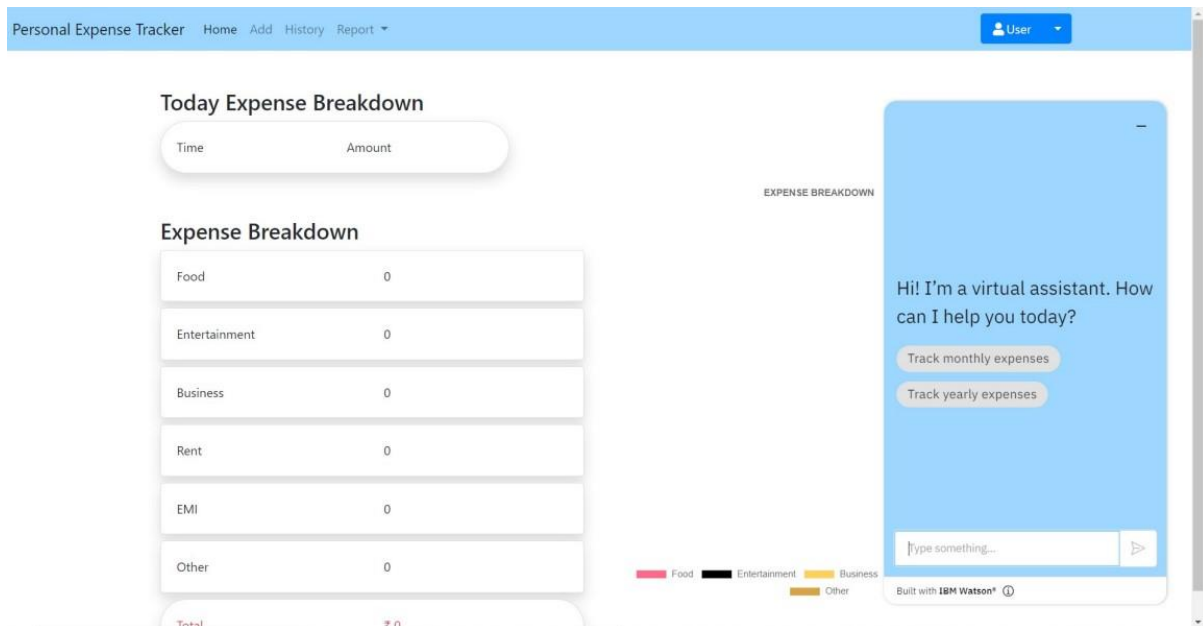 Personal Expense Tracker Home Add History Report User
Today Expense Breakdown
Time Amount
EXPENSE BREAKDOWN
Expense Breakdown
Food 0
Entertainment 0
Business 0
Rent 0
EMI 0
Other 0
Total ₹ 0
Food Entertainment Business
Other
Hi! I'm a virtual assistant. How
can I help you today?
Track monthly expenses
Track yearly expenses
Type something...
Built with IBM Watson®